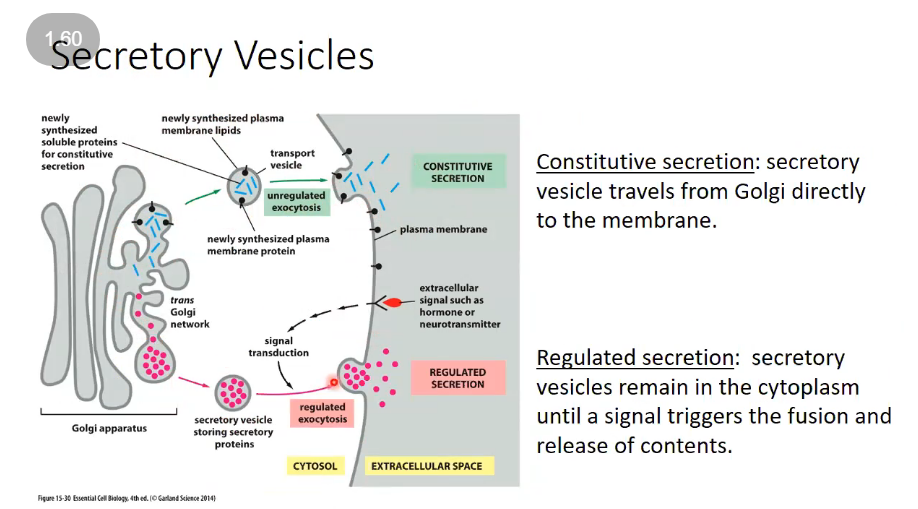 1.60
Secretory Vesicles
newly
synthesized
soluble proteins
for constitutive
secretion
newly synthesized plasma
membrane lipids
transport
vesicle
unregulated
exocytosis
CONSTITUTIVE
SECRETION
newly synthesized plasma
membrane protein
plasma membrane
trans
Golgi
network
extracellular
signal such as
hormone or
neurotransmitter
signal
transduction
REGULATED
SECRETION
regulated
exocytosis
secretory vesicle
storing secretory
proteins
Golgi apparatus
CYTOSOL
EXTRACELLULAR SPACE
Figure 15-30 Essential Cell Biology, 4th ed. (© Garland Science 2014)
Constitutive secretion: secretory
vesicle travels from Golgi directly
to the membrane.
Regulated secretion: secretory
vesicles remain in the cytoplasm
until a signal triggers the fusion and
release of contents.